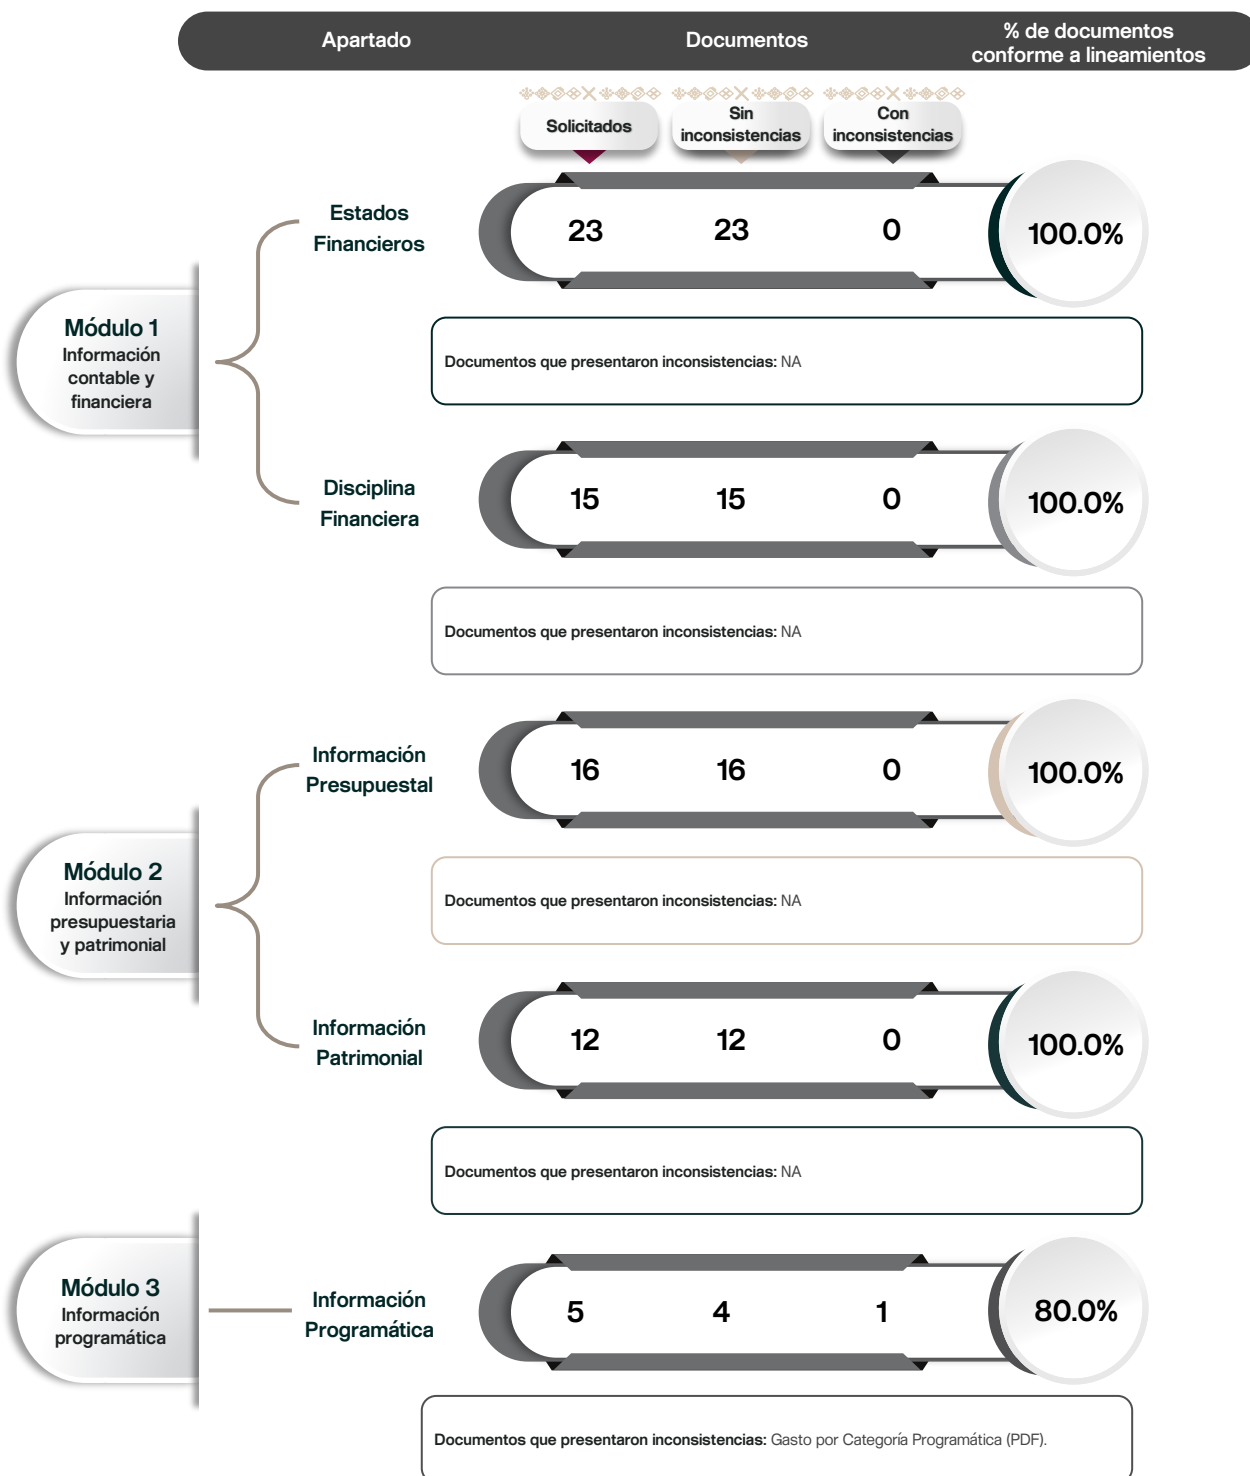 Apartado
Documentos
% de documentos
conforme a lineamientos
Solicitados
Sin
inconsistencias
Con
inconsistencias
Módulo 1
Información
contable y
financiera
Estados
Financieros
23
23
0
100.0%
Documentos que presentaron inconsistencias: NA
Disciplina
Financiera
15
15
0
100.0%
Documentos que presentaron inconsistencias: NA
Módulo 2
Información
presupuestaria
y patrimonial
Información
Presupuestal
16
16
0
100.0%
Documentos que presentaron inconsistencias: NA
Información
Patrimonial
12
12
0
100.0%
Documentos que presentaron inconsistencias: NA
Módulo 3
Información
programática
Información
Programática
5
4
1
80.0%
Documentos que presentaron inconsistencias: Gasto por Categoría Programática (PDF).